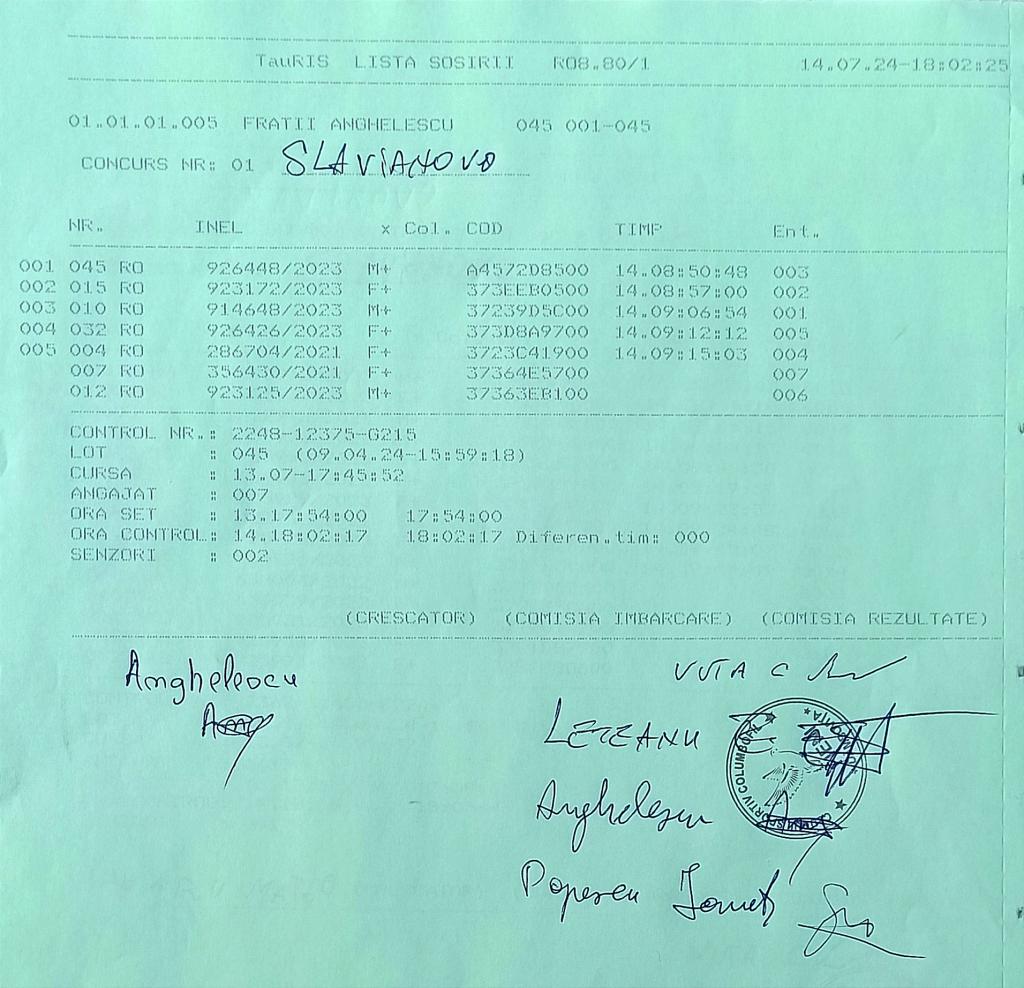 TauRIS LISTA SOSIRII RO8.80/1 14.07.24-18:02:25
01.01.01.005 FRATII ANGHELESCU 045 001-045
CONCURS NR: 01 SLAVIANOVO
NR. INEL x Col. COD TIMP Ent.
001 045 RO 926448/2023 M+ A4572D8500 14.08:50:48 003
002 015 RO 923172/2023 F+ 373EEB0500 14.08:57:00 002
003 010 RO 914648/2023 M+ 37239D5C00 14.09:06:54 001
004 032 RO 926426/2023 F+ 373D8A9700 14.09:12:12 005
005 004 RO 286704/2021 F+ 3723C41900 14.09:15:03 004
007 RO 356430/2021 F+ 37364E5700 007
012 RO 923125/2023 M+ 37363EB100 006
CONTROL NR.: 2248-12375-G215
LOT : 045 (09.04.24-15:59:18)
CURSA : 13.07-17:45:52
ANGAJAT : 007
ORA SET : 13.17:54:00 17:54:00
ORA CONTROL: 14.18:02:17 18:02:17 Diferen.tim: 000
SENZORI : 002
(CRESCATOR) (COMISIA IMBARCARE) (COMISIA REZULTATE)
Anghelescu
VUTA C
LEZEANU
Anghelescu
Popescu
COLUMBOFIL